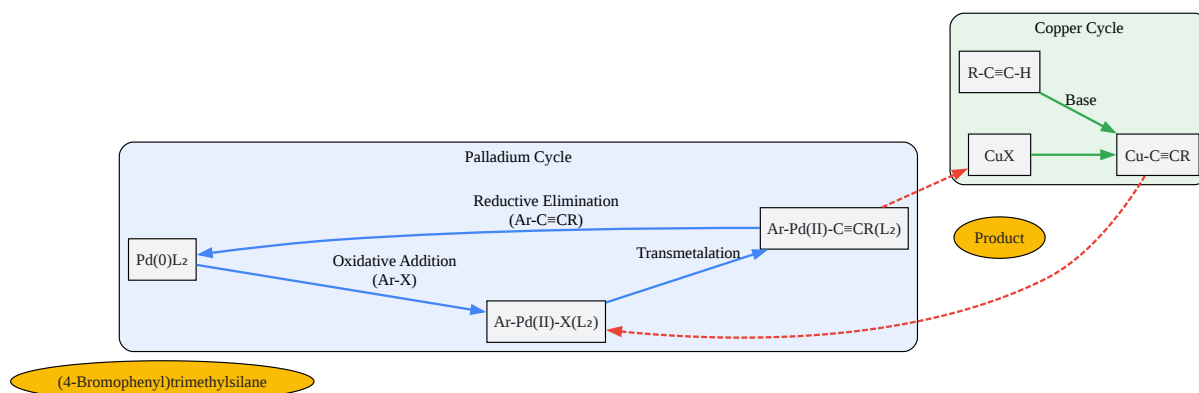 Copper Cycle
R-C≡C-H
Base
CuX
Cu-C≡CR
Palladium Cycle
Reductive Elimination
(Ar-C≡CR)
Ar-Pd(II)-C≡CR(L₂)
Product
Pd(0)L₂
Oxidative Addition
(Ar-X)
Transmetalation
Ar-Pd(II)-X(L₂)
(4-Bromophenyl)trimethylsilane